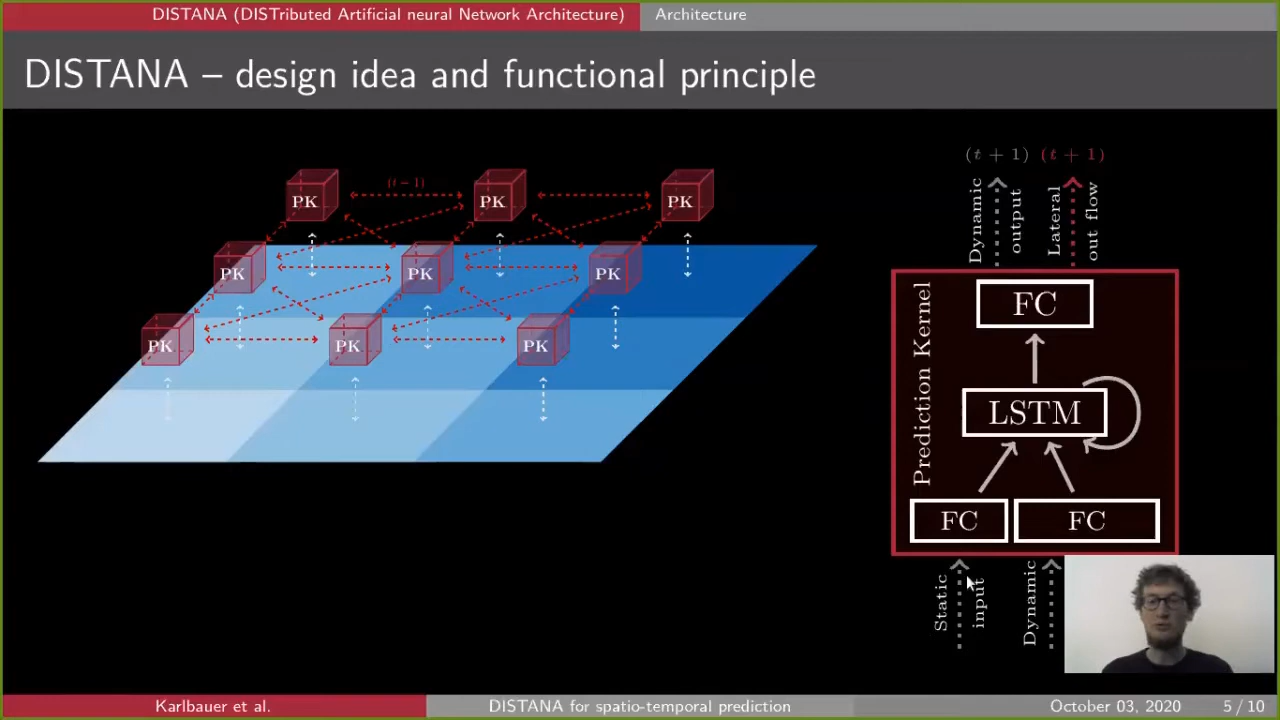 DISTANA (DISTributed Artificial neural Network Architecture)
Architecture
DISTANA – design idea and functional principle
PK
PK
PK
(t − 1)
PK
PK
PK
PK
PK
PK
(t + 1)
(t + 1)
Dynamic
output
Lateral
out flow
Prediction Kernel
FC
LSTM
FC
FC
Static
input
Dynamic
Karlbauer et al.
DISTANA for spatio-temporal prediction
October 03, 2020
5 / 10